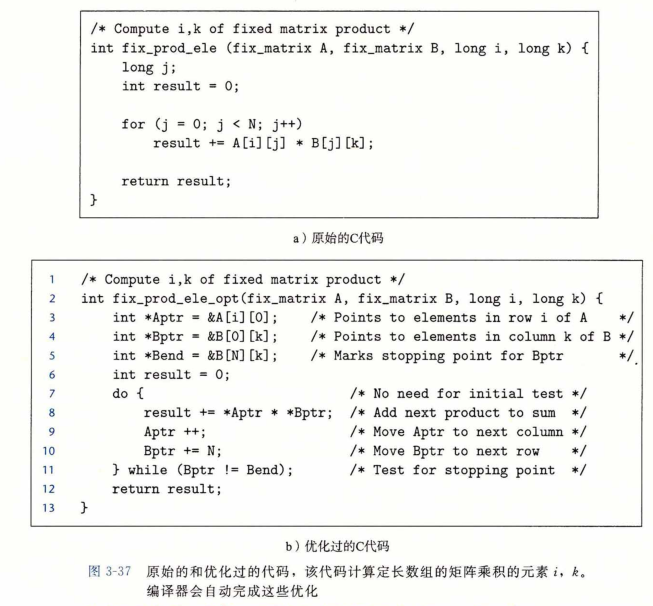 /* Compute i,k of fixed matrix product */
int fix_prod_ele (fix_matrix A, fix_matrix B, long i, long k) {
    long j;
    int result = 0;

    for (j = 0; j < N; j++)
        result += A[i][j] * B[j][k];

    return result;
}
a）原始的C代码
1    /* Compute i,k of fixed matrix product */
2    int fix_prod_ele_opt(fix_matrix A, fix_matrix B, long i, long k) {
3        int *Aptr = &A[i][0];    /* Points to elements in row i of A    */
4        int *Bptr = &B[0][k];    /* Points to elements in column k of B */
5        int *Bend = &B[N][k];    /* Marks stopping point for Bptr       */
6        int result = 0;
7        do {                         /* No need for initial test */
8            result += *Aptr * *Bptr;  /* Add next product to sum  */
9            Aptr ++;                  /* Move Aptr to next column */
10           Bptr += N;                /* Move Bptr to next row    */
11       } while (Bptr != Bend);       /* Test for stopping point  */
12       return result;
13   }
b）优化过的C代码
图 3-37 原始的和优化过的代码，该代码计算定长数组的矩阵乘积的元素 i，k。
编译器会自动完成这些优化